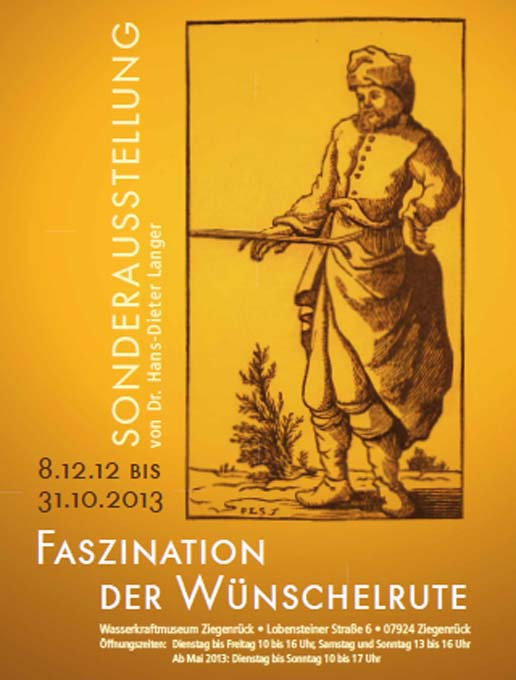 SONDERAUSSTELLUNG
von Dr. Hans-Dieter Langer
8.12.12 BIS
31.10.2013
FASZINATION
DER WÜNSCHELRUTE
Wasserkraftmuseum Ziegenrück • Lobensteiner Straße 6 • 07924 Ziegenrück
Öffnungszeiten: Dienstag bis Freitag 10 bis 16 Uhr, Samstag und Sonntag 13 bis 16 Uhr
Ab Mai 2013: Dienstag bis Sonntag 10 bis 17 Uhr